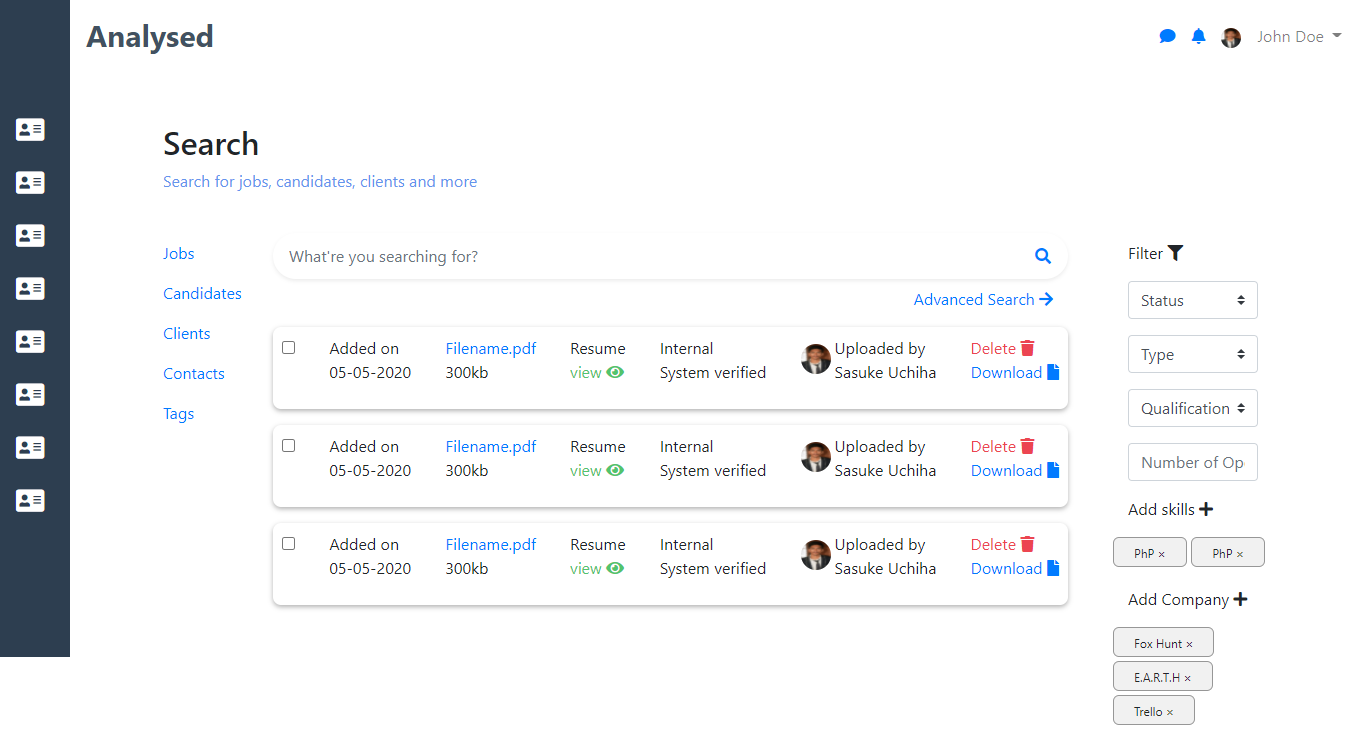 Analysed
John Doe
Search
Search for jobs, candidates, clients and more
Jobs
Candidates
Clients
Contacts
Tags
What're you searching for?
Advanced Search
Added on Filename.pdf Resume Internal Uploaded by Delete
05-05-2020 300kb view System verified Sasuke Uchiha Download
Added on Filename.pdf Resume Internal Uploaded by Delete
05-05-2020 300kb view System verified Sasuke Uchiha Download
Added on Filename.pdf Resume Internal Uploaded by Delete
05-05-2020 300kb view System verified Sasuke Uchiha Download
Filter
Status
Type
Qualification
Number of Op
Add skills
PhP × PhP ×
Add Company
Fox Hunt ×
E.A.R.T.H ×
Trello ×